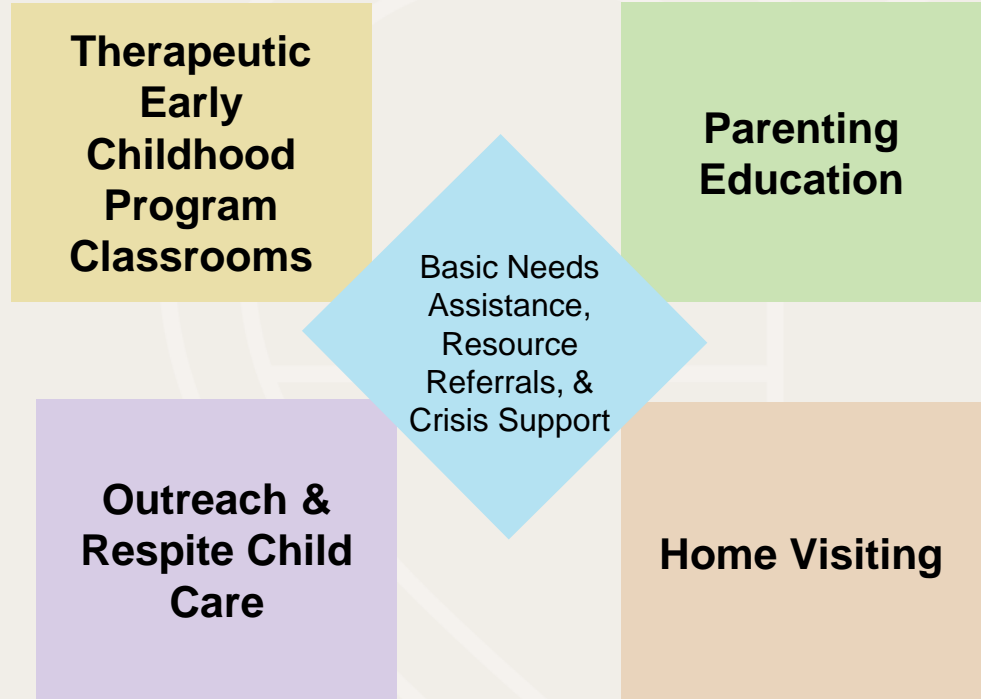 Therapeutic
Early
Childhood
Program
Classrooms
Parenting
Education
Basic Needs
Assistance,
Resource
Referrals, &
Crisis Support
Outreach &
Respite Child
Care
Home Visiting